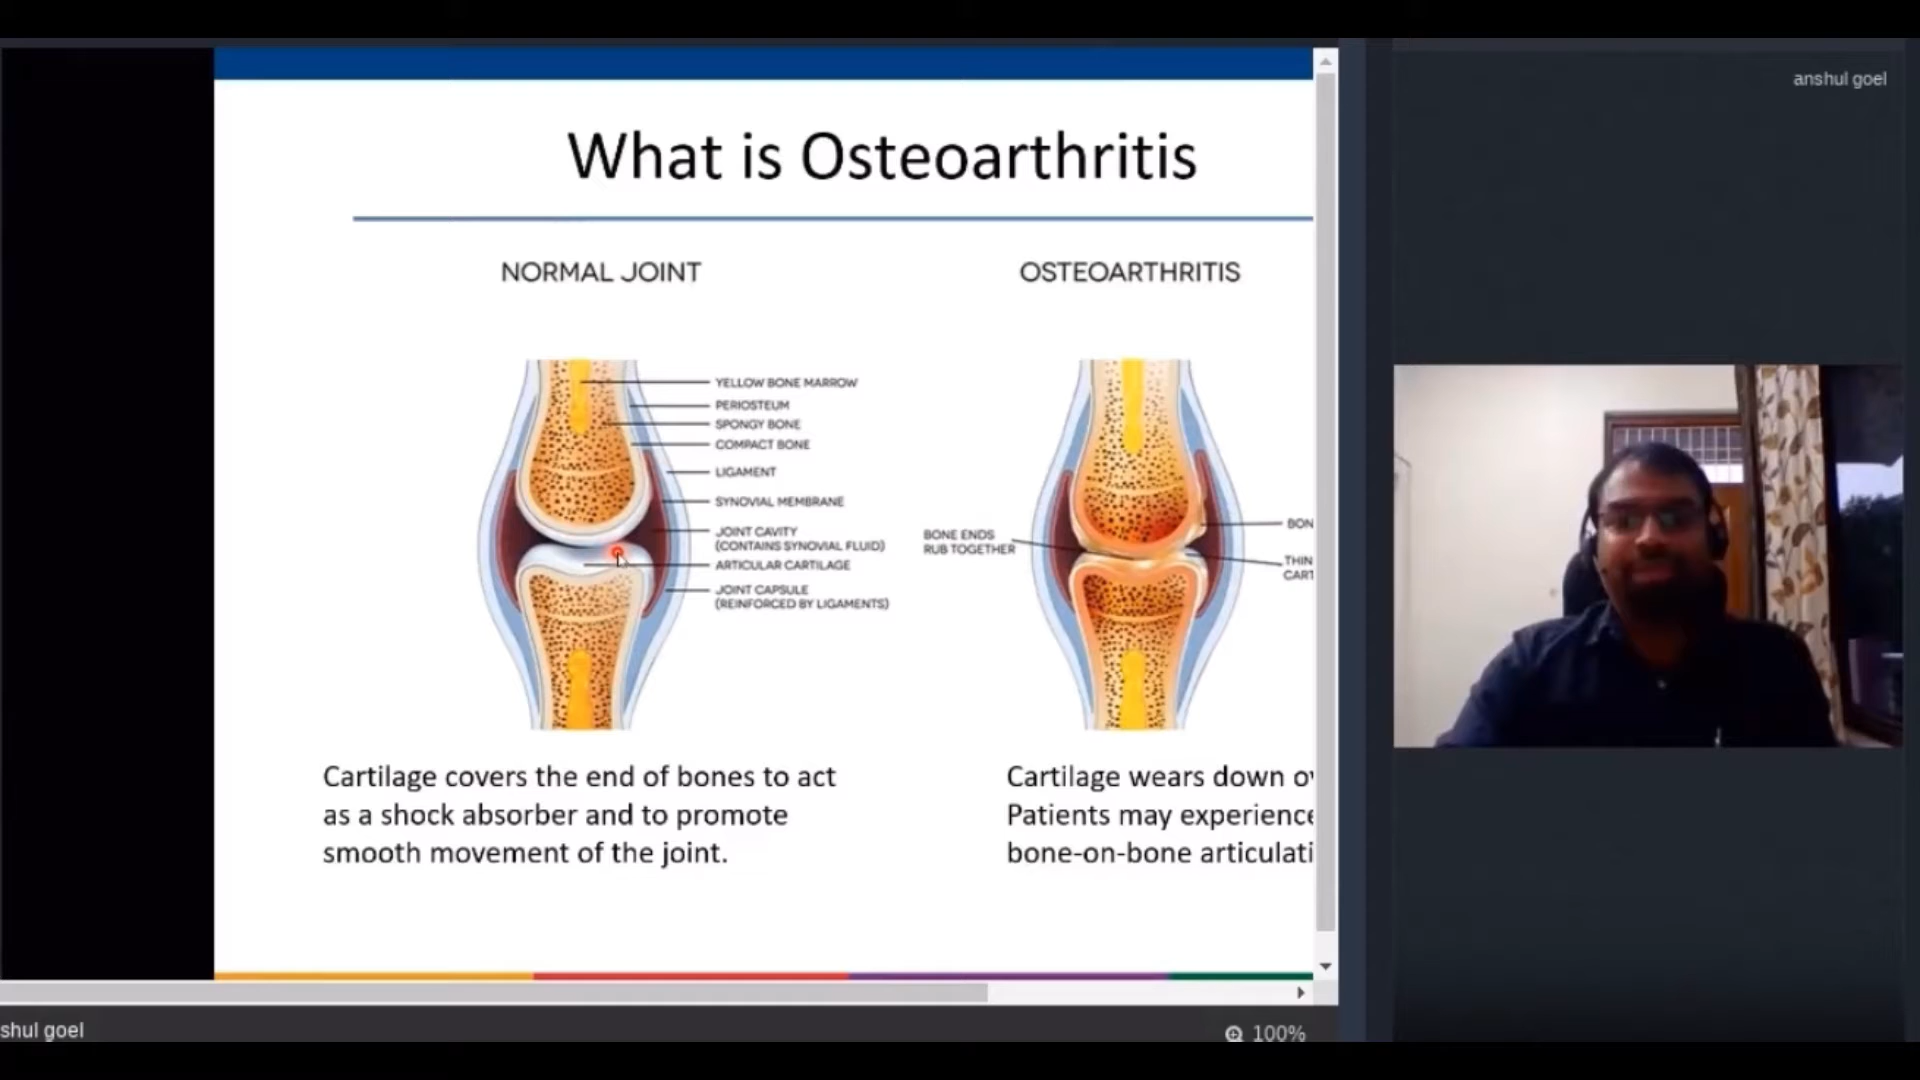 anshul goel
What is Osteoarthritis
NORMAL JOINT
OSTEOARTHRITIS
YELLOW BONE MARROW
PERIOSTEUM
SPONGY BONE
COMPACT BONE
LIGAMENT
SYNOVIAL MEMBRANE
JOINT CAVITY
(CONTAINS SYNOVIAL FLUID)
ARTICULAR CARTILAGE
JOINT CAPSULE
(REINFORCED BY LIGAMENTS)
BONE ENDS
RUB TOGETHER
BON
THIN
CART
Cartilage covers the end of bones to act
as a shock absorber and to promote
smooth movement of the joint.
Cartilage wears down ov
Patients may experience
bone-on-bone articulati
shul goel
100%